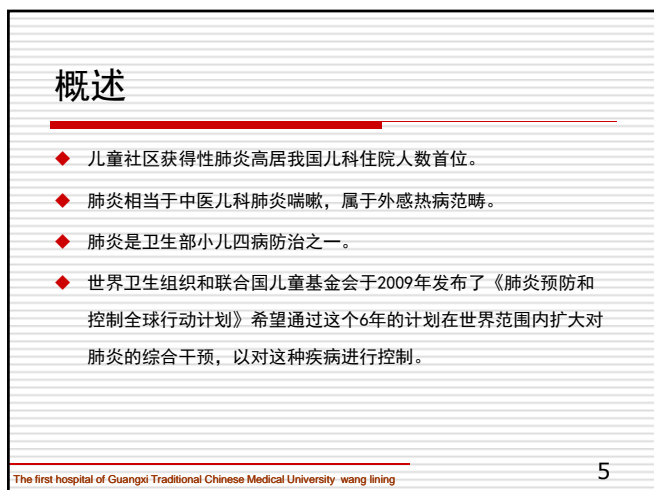 概述
儿童社区获得性肺炎高居我国儿科住院人数首位。
肺炎相当于中医儿科肺炎喘嗽，属于外感热病范畴。
肺炎是卫生部小儿四病防治之一。
世界卫生组织和联合国儿童基金会于2009年发布了《肺炎预防和
控制全球行动计划》希望通过这个6年的计划在世界范围内扩大对
肺炎的综合干预，以对这种疾病进行控制。
The first hospital of Guangxi Traditional Chinese Medical University wang lining
5